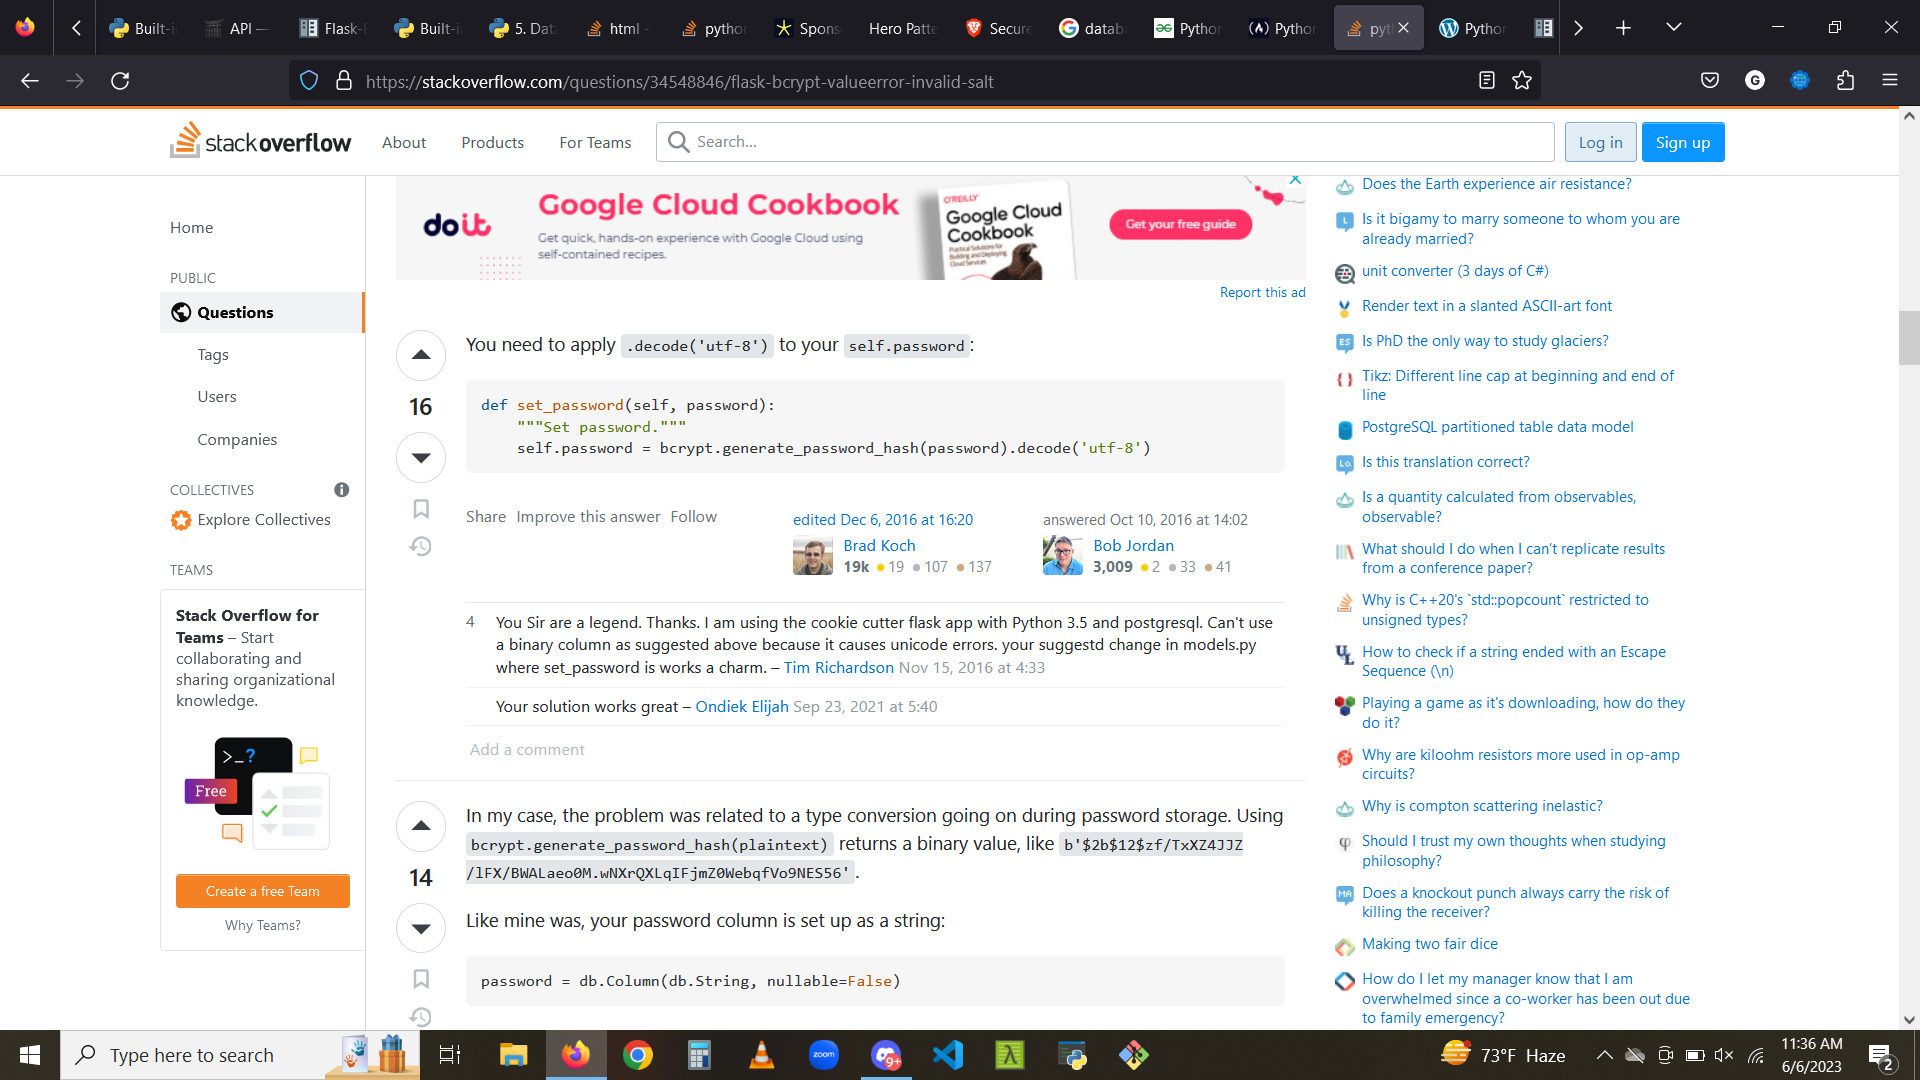 Built-i
API —
Flask-B
Built-i
5. Dat
html -
python
Spons
Hero Patte
Secure
datab
Python
Python
pyt
Python
https://stackoverflow.com/questions/34548846/flask-bcrypt-valueerror-invalid-salt
G
stack overflow
About
Products
For Teams
Search...
Log in
Sign up
Home
PUBLIC
Questions
Tags
Users
Companies
COLLECTIVES
Explore Collectives
TEAMS
Stack Overflow for
Teams – Start
collaborating and
sharing organizational
knowledge.
>_?
Free
Create a free Team
Why Teams?
doit
Google Cloud Cookbook
Get quick, hands-on experience with Google Cloud using
self-contained recipes.
O'REILLY
Google Cloud
Cookbook
Practical Solutions for
Building and Deploying
Cloud Services
Get your free guide
Report this ad
16
You need to apply .decode('utf-8') to your self.password:
def set_password(self, password):
"""Set password."""
self.password = bcrypt.generate_password_hash(password).decode('utf-8')
Share Improve this answer Follow
edited Dec 6, 2016 at 16:20
Brad Koch
19k 19 107 137
answered Oct 10, 2016 at 14:02
Bob Jordan
3,009 2 33 41
4
You Sir are a legend. Thanks. I am using the cookie cutter flask app with Python 3.5 and postgresql. Can't use
a binary column as suggested above because it causes unicode errors. your suggestd change in models.py
where set_password is works a charm. – Tim Richardson Nov 15, 2016 at 4:33
Your solution works great – Ondiek Elijah Sep 23, 2021 at 5:40
Add a comment
14
In my case, the problem was related to a type conversion going on during password storage. Using
bcrypt.generate_password_hash(plaintext) returns a binary value, like b'$2b$12$zf/TxXZ4JJZ
/lFX/BWALaeo0M.wNXrQXLqIFjmZ0WebqfVo9NES56'.
Like mine was, your password column is set up as a string:
password = db.Column(db.String, nullable=False)
Does the Earth experience air resistance?
Is it bigamy to marry someone to whom you are
already married?
unit converter (3 days of C#)
Render text in a slanted ASCII-art font
Is PhD the only way to study glaciers?
Tikz: Different line cap at beginning and end of
line
PostgreSQL partitioned table data model
Is this translation correct?
Is a quantity calculated from observables,
observable?
What should I do when I can't replicate results
from a conference paper?
Why is C++20's `std::popcount` restricted to
unsigned types?
How to check if a string ended with an Escape
Sequence (\n)
Playing a game as it's downloading, how do they
do it?
Why are kiloohm resistors more used in op-amp
circuits?
Why is compton scattering inelastic?
Should I trust my own thoughts when studying
philosophy?
Does a knockout punch always carry the risk of
killing the receiver?
Making two fair dice
How do I let my manager know that I am
overwhelmed since a co-worker has been out due
to family emergency?
Type here to search
zoom
9+
73°F Haze
11:36 AM
6/6/2023
2